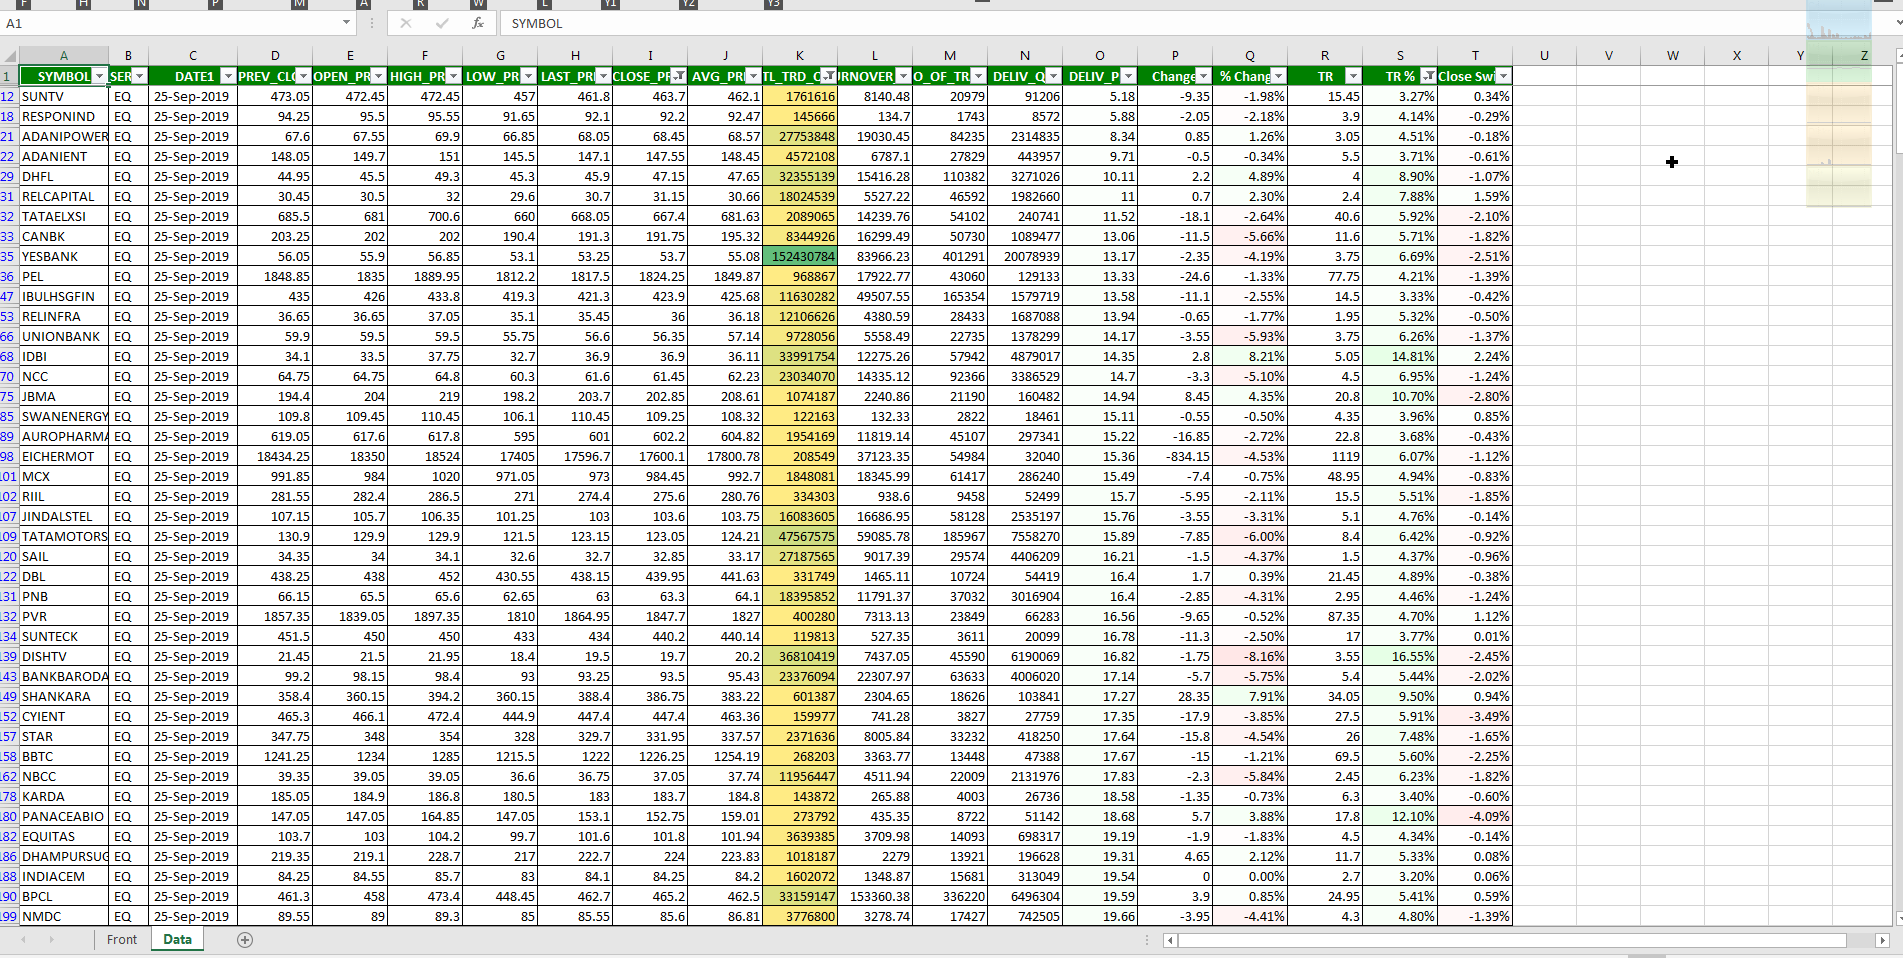 F H N P M A R W L Y1 Y2 Y3
A1 fx SYMBOL
A B C D E F G H I J K L M N O P Q R S T U V W X Y Z
1 SYMBOL SER DATE1 PREV_CLO OPEN_PR HIGH_PR LOW_PR LAST_PRI CLOSE_PR AVG_PRI TL_TRD_Q URNOVER O_OF_TR DELIV_Q DELIV_P Change % Chang TR TR % Close Swi
12 SUNTV EQ 25-Sep-2019 473.05 472.45 472.45 457 461.8 463.7 462.1 1761616 8140.48 20979 91206 5.18 -9.35 -1.98% 15.45 3.27% 0.34%
18 RESPONIND EQ 25-Sep-2019 94.25 95.5 95.55 91.65 92.1 92.2 92.47 145666 134.7 1743 8572 5.88 -2.05 -2.18% 3.9 4.14% -0.29%
21 ADANIPOWER EQ 25-Sep-2019 67.6 67.55 69.9 66.85 68.05 68.45 68.57 27753848 19030.45 84235 2314835 8.34 0.85 1.26% 3.05 4.51% -0.18%
22 ADANIENT EQ 25-Sep-2019 148.05 149.7 151 145.5 147.1 147.55 148.45 4572108 6787.1 27829 443957 9.71 -0.5 -0.34% 5.5 3.71% -0.61%
29 DHFL EQ 25-Sep-2019 44.95 45.5 49.3 45.3 45.9 47.15 47.65 32355139 15416.28 110382 3271026 10.11 2.2 4.89% 4 8.90% -1.07%
31 RELCAPITAL EQ 25-Sep-2019 30.45 30.5 32 29.6 30.7 31.15 30.66 18024539 5527.22 46592 1982660 11 0.7 2.30% 2.4 7.88% 1.59%
32 TATAELXSI EQ 25-Sep-2019 685.5 681 700.6 660 668.05 667.4 681.63 2089065 14239.76 54102 240741 11.52 -18.1 -2.64% 40.6 5.92% -2.10%
33 CANBK EQ 25-Sep-2019 203.25 202 202 190.4 191.3 191.75 195.32 8344926 16299.49 50730 1089477 13.06 -11.5 -5.66% 11.6 5.71% -1.82%
35 YESBANK EQ 25-Sep-2019 56.05 55.9 56.85 53.1 53.25 53.7 55.08 152430784 83966.23 401291 20078939 13.17 -2.35 -4.19% 3.75 6.69% -2.51%
36 PEL EQ 25-Sep-2019 1848.85 1835 1889.95 1812.2 1817.5 1824.25 1849.87 968867 17922.77 43060 129133 13.33 -24.6 -1.33% 77.75 4.21% -1.39%
47 IBULHSGFIN EQ 25-Sep-2019 435 426 433.8 419.3 421.3 423.9 425.68 11630282 49507.55 165354 1579719 13.58 -11.1 -2.55% 14.5 3.33% -0.42%
53 RELINFRA EQ 25-Sep-2019 36.65 36.65 37.05 35.1 35.45 36 36.18 12106626 4380.59 28433 1687088 13.94 -0.65 -1.77% 1.95 5.32% -0.50%
66 UNIONBANK EQ 25-Sep-2019 59.9 59.5 59.5 55.75 56.6 56.35 57.14 9728056 5558.49 22735 1378299 14.17 -3.55 -5.93% 3.75 6.26% -1.37%
68 IDBI EQ 25-Sep-2019 34.1 33.5 37.75 32.7 36.9 36.9 36.11 33991754 12275.26 57942 4879017 14.35 2.8 8.21% 5.05 14.81% 2.24%
70 NCC EQ 25-Sep-2019 64.75 64.75 64.8 60.3 61.6 61.45 62.23 23034070 14335.12 92366 3386529 14.7 -3.3 -5.10% 4.5 6.95% -1.24%
75 JBMA EQ 25-Sep-2019 194.4 204 219 198.2 203.7 202.85 208.61 1074187 2240.86 21190 160482 14.94 8.45 4.35% 20.8 10.70% -2.80%
85 SWANENERGY EQ 25-Sep-2019 109.8 109.45 110.45 106.1 110.45 109.25 108.32 122163 132.33 2822 18461 15.11 -0.55 -0.50% 4.35 3.96% 0.85%
89 AUROPHARMA EQ 25-Sep-2019 619.05 617.6 617.8 595 601 602.2 604.82 1954169 11819.14 45107 297341 15.22 -16.85 -2.72% 22.8 3.68% -0.43%
98 EICHERMOT EQ 25-Sep-2019 18434.25 18350 18524 17405 17596.7 17600.1 17800.78 208549 37123.35 54984 32040 15.36 -834.15 -4.53% 1119 6.07% -1.12%
101 MCX EQ 25-Sep-2019 991.85 984 1020 971.05 973 984.45 992.7 1848081 18345.99 61417 286240 15.49 -7.4 -0.75% 48.95 4.94% -0.83%
102 RIIL EQ 25-Sep-2019 281.55 282.4 286.5 271 274.4 275.6 280.76 334303 938.6 9458 52499 15.7 -5.95 -2.11% 15.5 5.51% -1.85%
107 JINDALSTEL EQ 25-Sep-2019 107.15 105.7 106.35 101.25 103 103.6 103.75 16083605 16686.95 58128 2535197 15.76 -3.55 -3.31% 5.1 4.76% -0.14%
109 TATAMOTORS EQ 25-Sep-2019 130.9 129.9 129.9 121.5 123.15 123.05 124.21 47567575 59085.78 185967 7558270 15.89 -7.85 -6.00% 8.4 6.42% -0.92%
120 SAIL EQ 25-Sep-2019 34.35 34 34.1 32.6 32.7 32.85 33.17 27187565 9017.39 29574 4406209 16.21 -1.5 -4.37% 1.5 4.37% -0.96%
122 DBL EQ 25-Sep-2019 438.25 438 452 430.55 438.15 439.95 441.63 331749 1465.11 10724 54419 16.4 1.7 0.39% 21.45 4.89% -0.38%
131 PNB EQ 25-Sep-2019 66.15 65.5 65.6 62.65 63 63.3 64.1 18395852 11791.37 37032 3016904 16.4 -2.85 -4.31% 2.95 4.46% -1.24%
132 PVR EQ 25-Sep-2019 1857.35 1839.05 1897.35 1810 1864.95 1847.7 1827 400280 7313.13 23849 66283 16.56 -9.65 -0.52% 87.35 4.70% 1.12%
134 SUNTECK EQ 25-Sep-2019 451.5 450 450 433 434 440.2 440.14 119813 527.35 3611 20099 16.78 -11.3 -2.50% 17 3.77% 0.01%
139 DISHTV EQ 25-Sep-2019 21.45 21.5 21.95 18.4 19.5 19.7 20.2 36810419 7437.05 45590 6190069 16.82 -1.75 -8.16% 3.55 16.55% -2.45%
143 BANKBARODA EQ 25-Sep-2019 99.2 98.15 98.4 93 93.25 93.5 95.43 23376094 22307.97 63633 4006020 17.14 -5.7 -5.75% 5.4 5.44% -2.02%
149 SHANKARA EQ 25-Sep-2019 358.4 360.15 394.2 360.15 388.4 386.75 383.22 601387 2304.65 18626 103841 17.27 28.35 7.91% 34.05 9.50% 0.94%
152 CYIENT EQ 25-Sep-2019 465.3 466.1 472.4 444.9 447.4 447.4 463.36 159977 741.28 3827 27759 17.35 -17.9 -3.85% 27.5 5.91% -3.49%
157 STAR EQ 25-Sep-2019 347.75 348 354 328 329.7 331.95 337.57 2371636 8005.84 33232 418250 17.64 -15.8 -4.54% 26 7.48% -1.65%
158 BBTC EQ 25-Sep-2019 1241.25 1234 1285 1215.5 1222 1226.25 1254.19 268203 3363.77 13448 47388 17.67 -15 -1.21% 69.5 5.60% -2.25%
162 NBCC EQ 25-Sep-2019 39.35 39.05 39.05 36.6 36.75 37.05 37.74 11956447 4511.94 22009 2131976 17.83 -2.3 -5.84% 2.45 6.23% -1.82%
178 KARDA EQ 25-Sep-2019 185.05 184.9 186.8 180.5 183 183.7 184.8 143872 265.88 4003 26736 18.58 -1.35 -0.73% 6.3 3.40% -0.60%
180 PANACEABIO EQ 25-Sep-2019 147.05 147.05 164.85 147.05 153.1 152.75 159.01 273792 435.35 8722 51142 18.68 5.7 3.88% 17.8 12.10% -4.09%
182 EQUITAS EQ 25-Sep-2019 103.7 103 104.2 99.7 101.6 101.8 101.94 3639385 3709.98 14093 698317 19.19 -1.9 -1.83% 4.5 4.34% -0.14%
186 DHAMPURSUG EQ 25-Sep-2019 219.35 219.1 228.7 217 222.7 224 223.83 1018187 2279 13921 196628 19.31 4.65 2.12% 11.7 5.33% 0.08%
188 INDIACEM EQ 25-Sep-2019 84.25 84.55 85.7 83 84.1 84.25 84.2 1602072 1348.87 15681 313049 19.54 0 0.00% 2.7 3.20% 0.06%
190 BPCL EQ 25-Sep-2019 461.3 458 473.4 448.45 462.7 465.2 462.5 33159147 153360.38 336220 6496304 19.59 3.9 0.85% 24.95 5.41% 0.59%
199 NMDC EQ 25-Sep-2019 89.55 89 89.3 85 85.55 85.6 86.81 3776800 3278.74 17427 742505 19.66 -3.95 -4.41% 4.3 4.80% -1.39%
Front Data